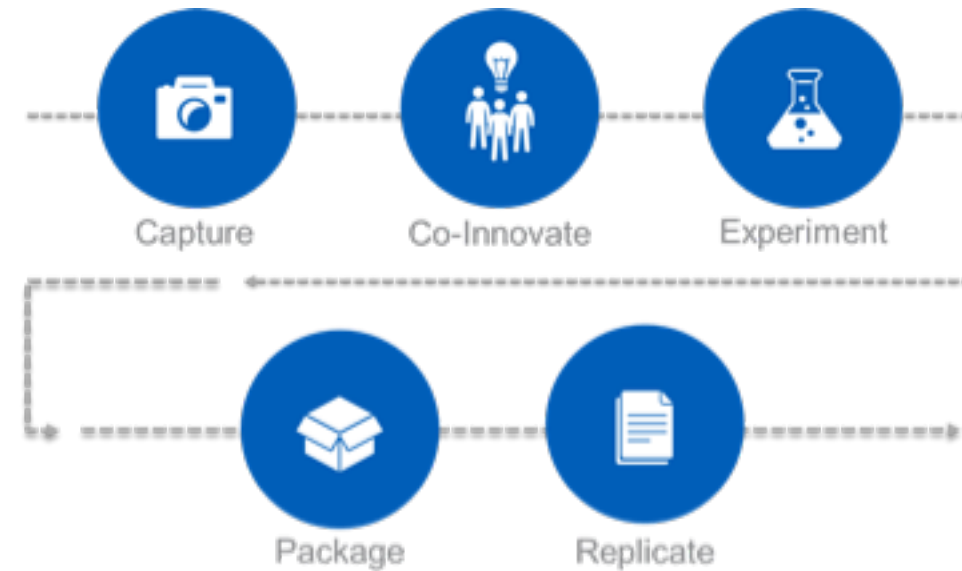 Capture
Co-Innovate
Experiment
Package
Replicate